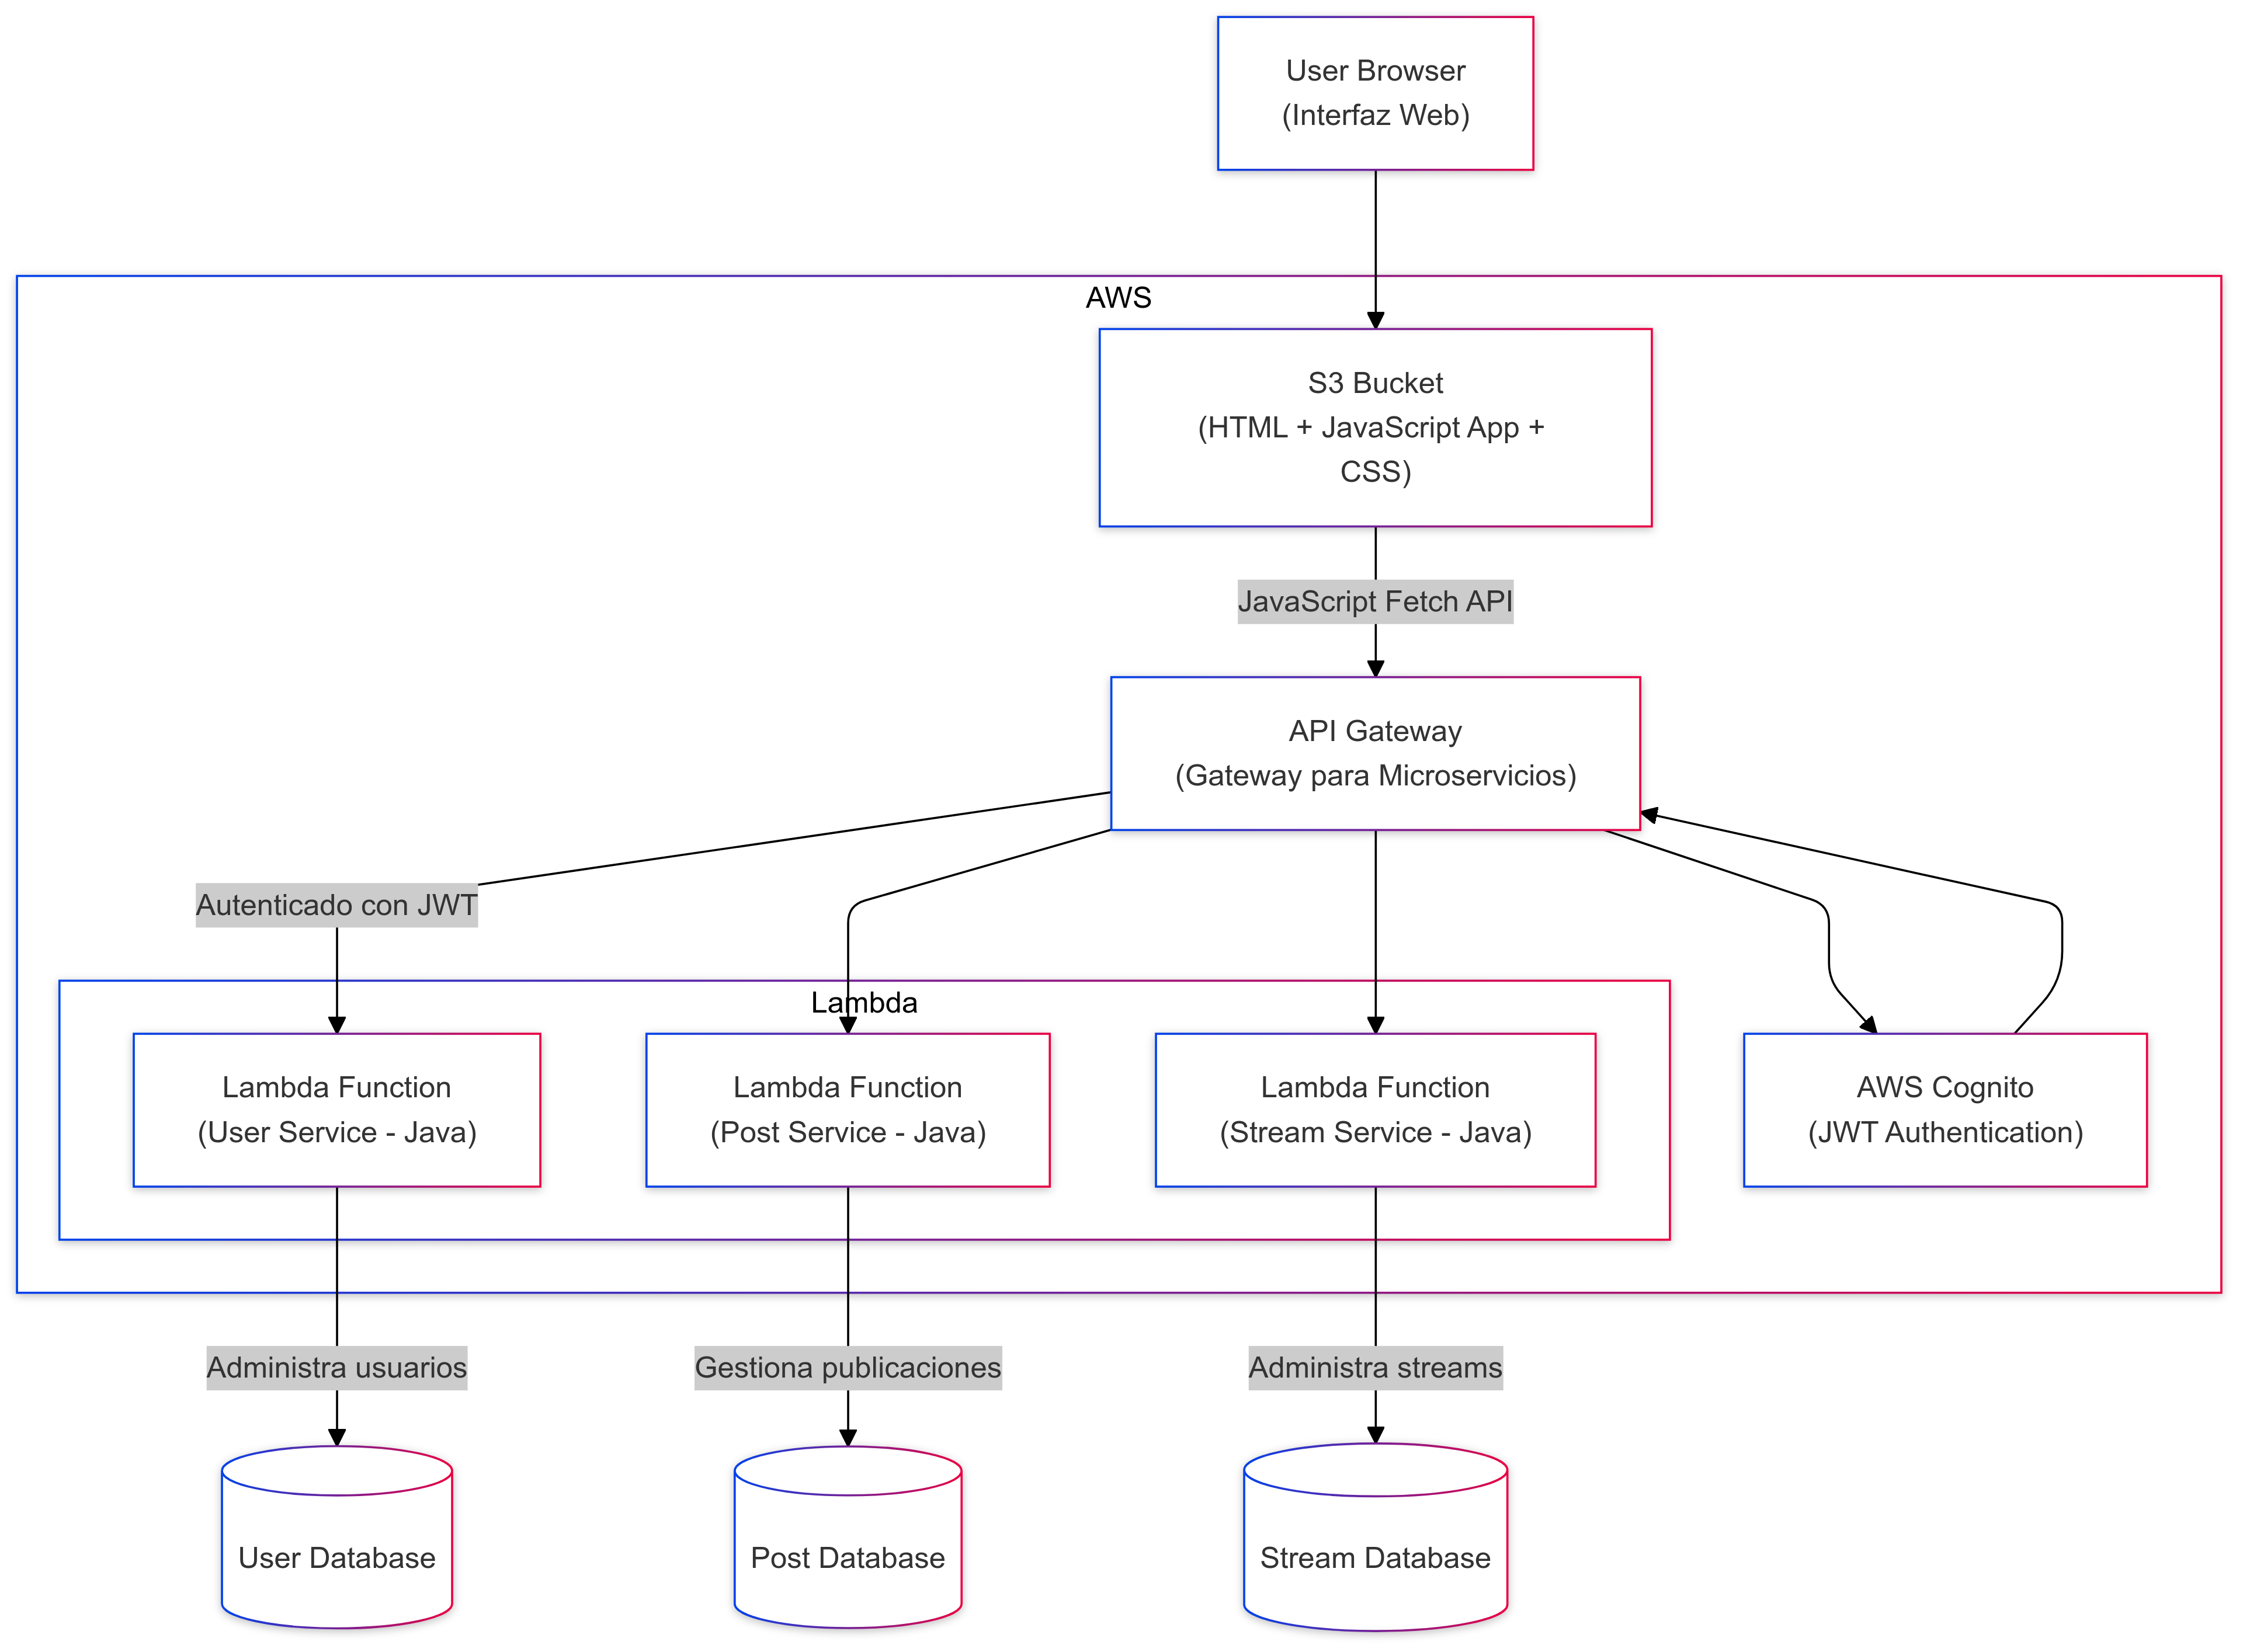 User Browser
(Interfaz Web)
AWS
S3 Bucket
(HTML + JavaScript App +
CSS)
JavaScript Fetch API
API Gateway
(Gateway para Microservicios)
Autenticado con JWT
Lambda
Lambda Function
(User Service - Java)
Lambda Function
(Post Service - Java)
Lambda Function
(Stream Service - Java)
AWS Cognito
(JWT Authentication)
Administra usuarios
Gestiona publicaciones
Administra streams
User Database
Post Database
Stream Database